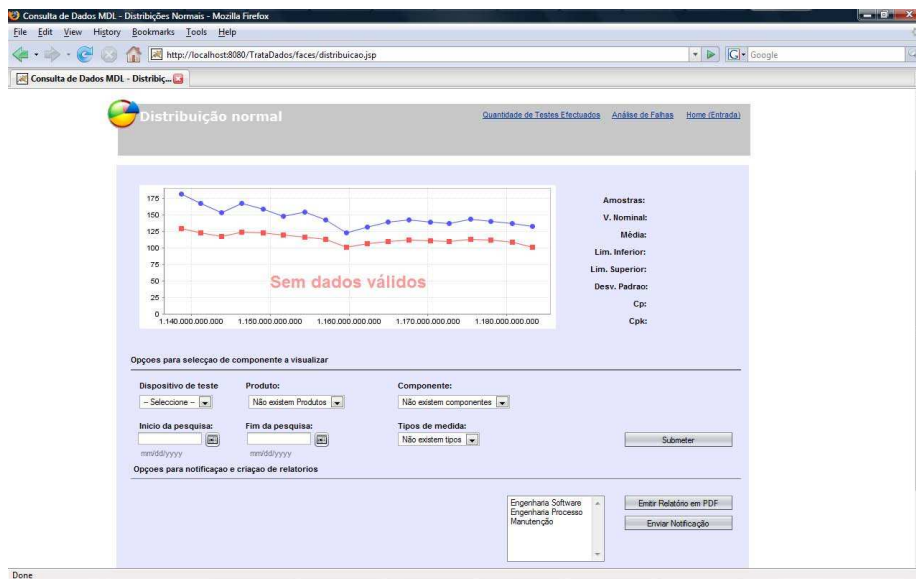 Consulta de Dados MDL - Distribições Normais - Mozilla Firefox
File Edit View History Bookmarks Tools Help
http://localhost:8080/TrataDados/faces/distribuicao.jsp
Google
Consulta de Dados MDL - Distribiç...
Distribuição normal
Quantidade de Testes Efectuados Análise de Falhas Home (Entrada)
175
150
125
100
75
50
25
0
Sem dados válidos
1.140.000.000.000 1.150.000.000.000 1.160.000.000.000 1.170.000.000.000 1.180.000.000.000
Amostras:
V. Nominal:
Média:
Lim. Inferior:
Lim. Superior:
Desv. Padrao:
Cp:
Cpk:
Opçoes para selecçao de componente a visualizar
Dispositivo de teste Produto: Componente:
-- Seleccione -- Não existem Produtos Não existem componentes
Inicio da pesquisa: Fim da pesquisa: Tipos de medida:
Não existem tipos Submeter
mm/dd/yyyy mm/dd/yyyy
Opçoes para notificaçao e criaçao de relatorios
Engenharia Software
Engenharia Processo
Manutenção
Emitir Relatório em PDF
Enviar Notificação
Done